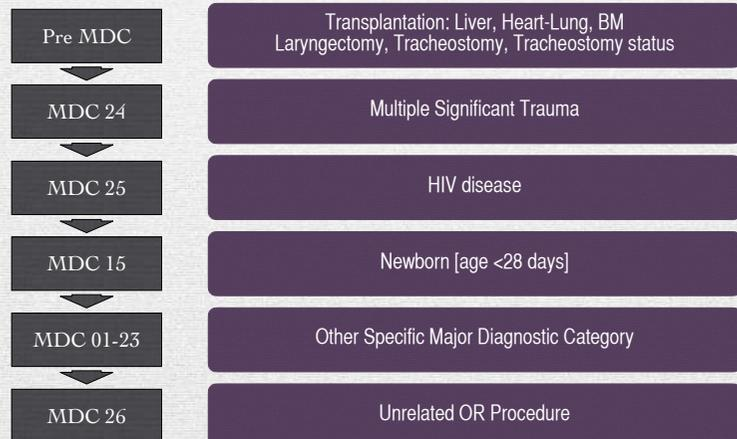 Pre MDC
Transplantation: Liver, Heart-Lung, BM
Laryngectomy, Tracheostomy, Tracheostomy status
MDC 24
Multiple Significant Trauma
MDC 25
HIV disease
MDC 15
Newborn [age <28 days]
MDC 01-23
Other Specific Major Diagnostic Category
MDC 26
Unrelated OR Procedure